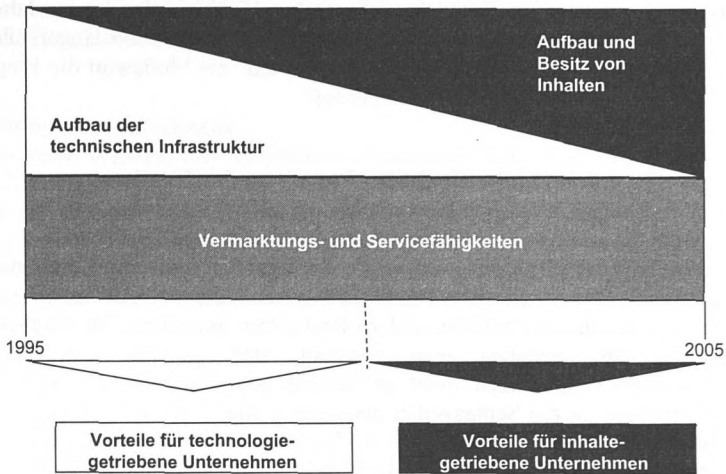 Aufbau und
Besitz von
Inhalten
Aufbau der
technischen Infrastruktur
Vermarktungs- und Servicefähigkeiten
1995
2005
Vorteile für technologie-
getriebene Unternehmen
Vorteile für inhalte-
getriebene Unternehmen